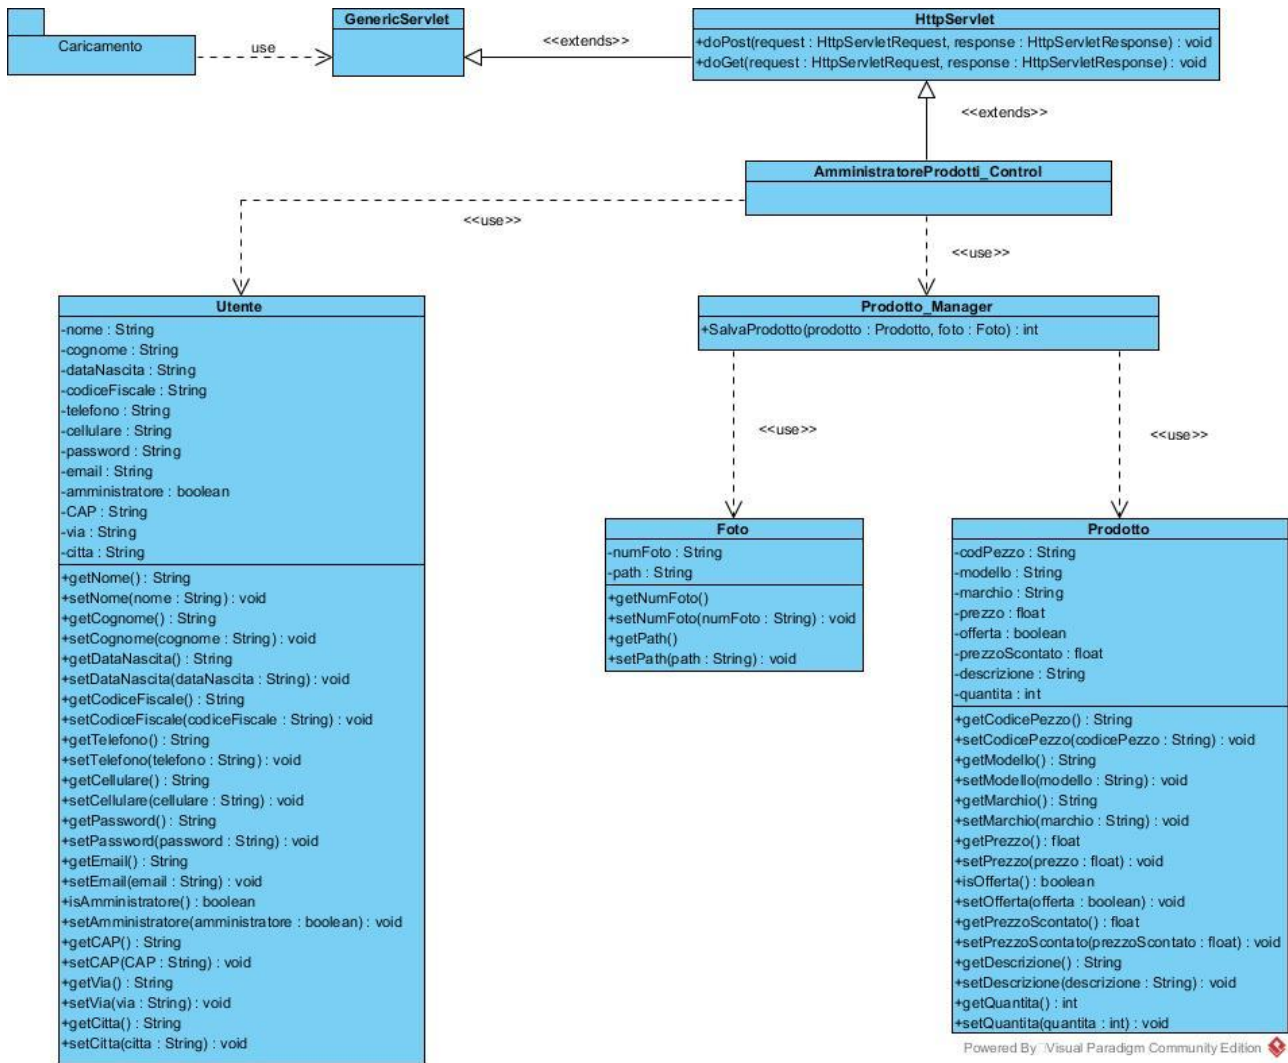 Caricamento
use
GenericServlet
<<extends>>
HttpServlet
+doPost(request : HttpServletRequest, response : HttpServletResponse) : void
+doGet(request : HttpServletRequest, response : HttpServletResponse) : void
<<extends>>
AmministratoreProdotti_Control
<<use>>
<<use>>
Utente
-nome : String
-cognome : String
-dataNascita : String
-codiceFiscale : String
-telefono : String
-cellulare : String
-password : String
-email : String
-amministratore : boolean
-CAP : String
-via : String
-citta : String
+getNome() : String
+setNome(nome : String) : void
+getCognome() : String
+setCognome(cognome : String) : void
+getDataNascita() : String
+setDataNascita(dataNascita : String) : void
+getCodiceFiscale() : String
+setCodiceFiscale(codiceFiscale : String) : void
+getTelefono() : String
+setTelefono(telefono : String) : void
+getCellulare() : String
+setCellulare(cellulare : String) : void
+getPassword() : String
+setPassword(password : String) : void
+getEmail() : String
+setEmail(email : String) : void
+isAmministratore() : boolean
+setAmministratore(amministratore : boolean) : void
+getCAP() : String
+setCAP(CAP : String) : void
+getVia() : String
+setVia(via : String) : void
+getCitta() : String
+setCitta(citta : String) : void
Prodotto_Manager
+SalvaProdotto(prodotto : Prodotto, foto : Foto) : int
<<use>>
<<use>>
Foto
-numFoto : String
-path : String
+getNumFoto()
+setNumFoto(numFoto : String) : void
+getPath()
+setPath(path : String) : void
Prodotto
-codPezzo : String
-modello : String
-marchio : String
-prezzo : float
-offerta : boolean
-prezzoScontato : float
-descrizione : String
-quantita : int
+getCodicePezzo() : String
+setCodicePezzo(codicePezzo : String) : void
+getModello() : String
+setModello(modello : String) : void
+getMarchio() : String
+setMarchio(marchio : String) : void
+getPrezzo() : float
+setPrezzo(prezzo : float) : void
+isOfferta() : boolean
+setOfferta(offerta : boolean) : void
+getPrezzoScontato() : float
+setPrezzoScontato(prezzoScontato : float) : void
+getDescrizione() : String
+setDescrizione(descrizione : String) : void
+getQuantita() : int
+setQuantita(quantita : int) : void
Powered By Visual Paradigm Community Edition